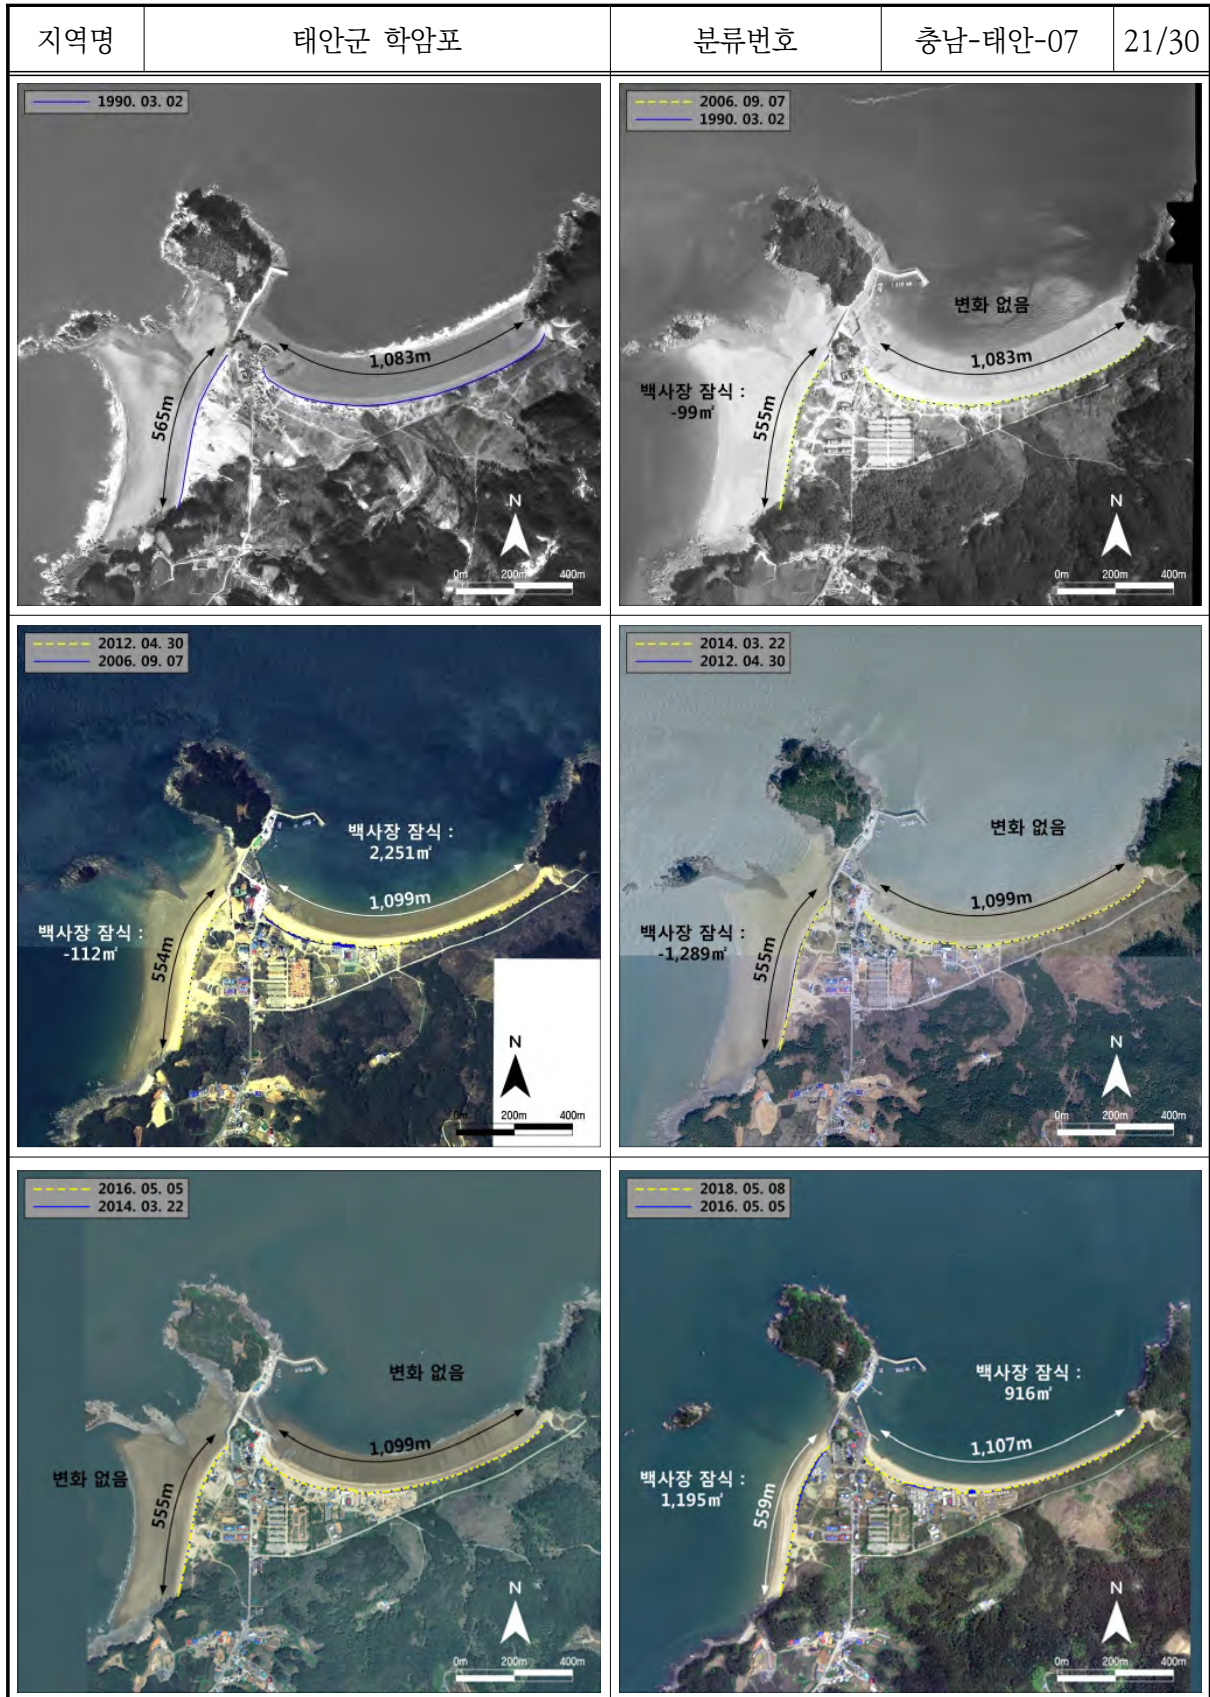 지역명 태안군 학암포 분류번호 충남-태안-07 21/30
1990. 03. 02
1,083m
565m
N
0m 200m 400m
2006. 09. 07
1990. 03. 02
변화 없음
1,083m
백사장 잠식 :
-99㎡
555m
N
0m 200m 400m
2012. 04. 30
2006. 09. 07
백사장 잠식 :
2,251㎡
1,099m
백사장 잠식 :
-112㎡
554m
N
0m 200m 400m
2014. 03. 22
2012. 04. 30
변화 없음
1,099m
백사장 잠식 :
-1,289㎡
555m
N
0m 200m 400m
2016. 05. 05
2014. 03. 22
변화 없음
1,099m
변화 없음
555m
N
0m 200m 400m
2018. 05. 08
2016. 05. 05
백사장 잠식 :
916㎡
1,107m
백사장 잠식 :
1,195㎡
559m
N
0m 200m 400m